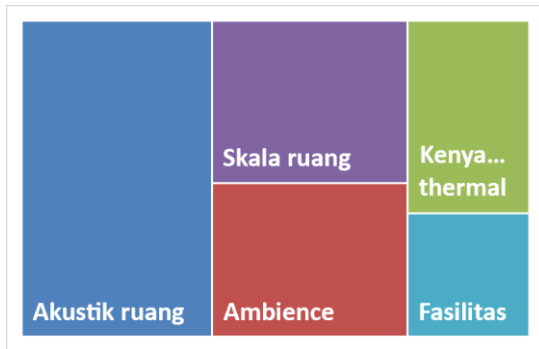 Skala ruang
Kenya...
thermal
Akustik ruang
Ambience
Fasilitas